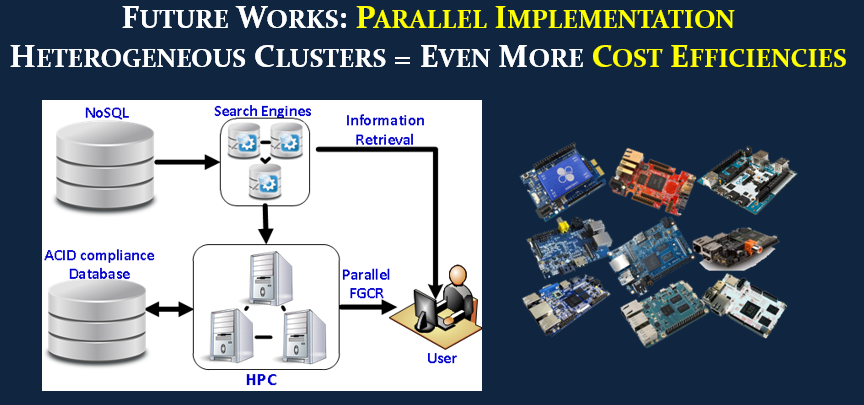 FUTURE WORKS: PARALLEL IMPLEMENTATION
HETEROGENEOUS CLUSTERS = EVEN MORE COST EFFICIENCIES
NoSQL
Search Engines
Information
Retrieval
ACID compliance
Database
Parallel
FGCR
User
HPC